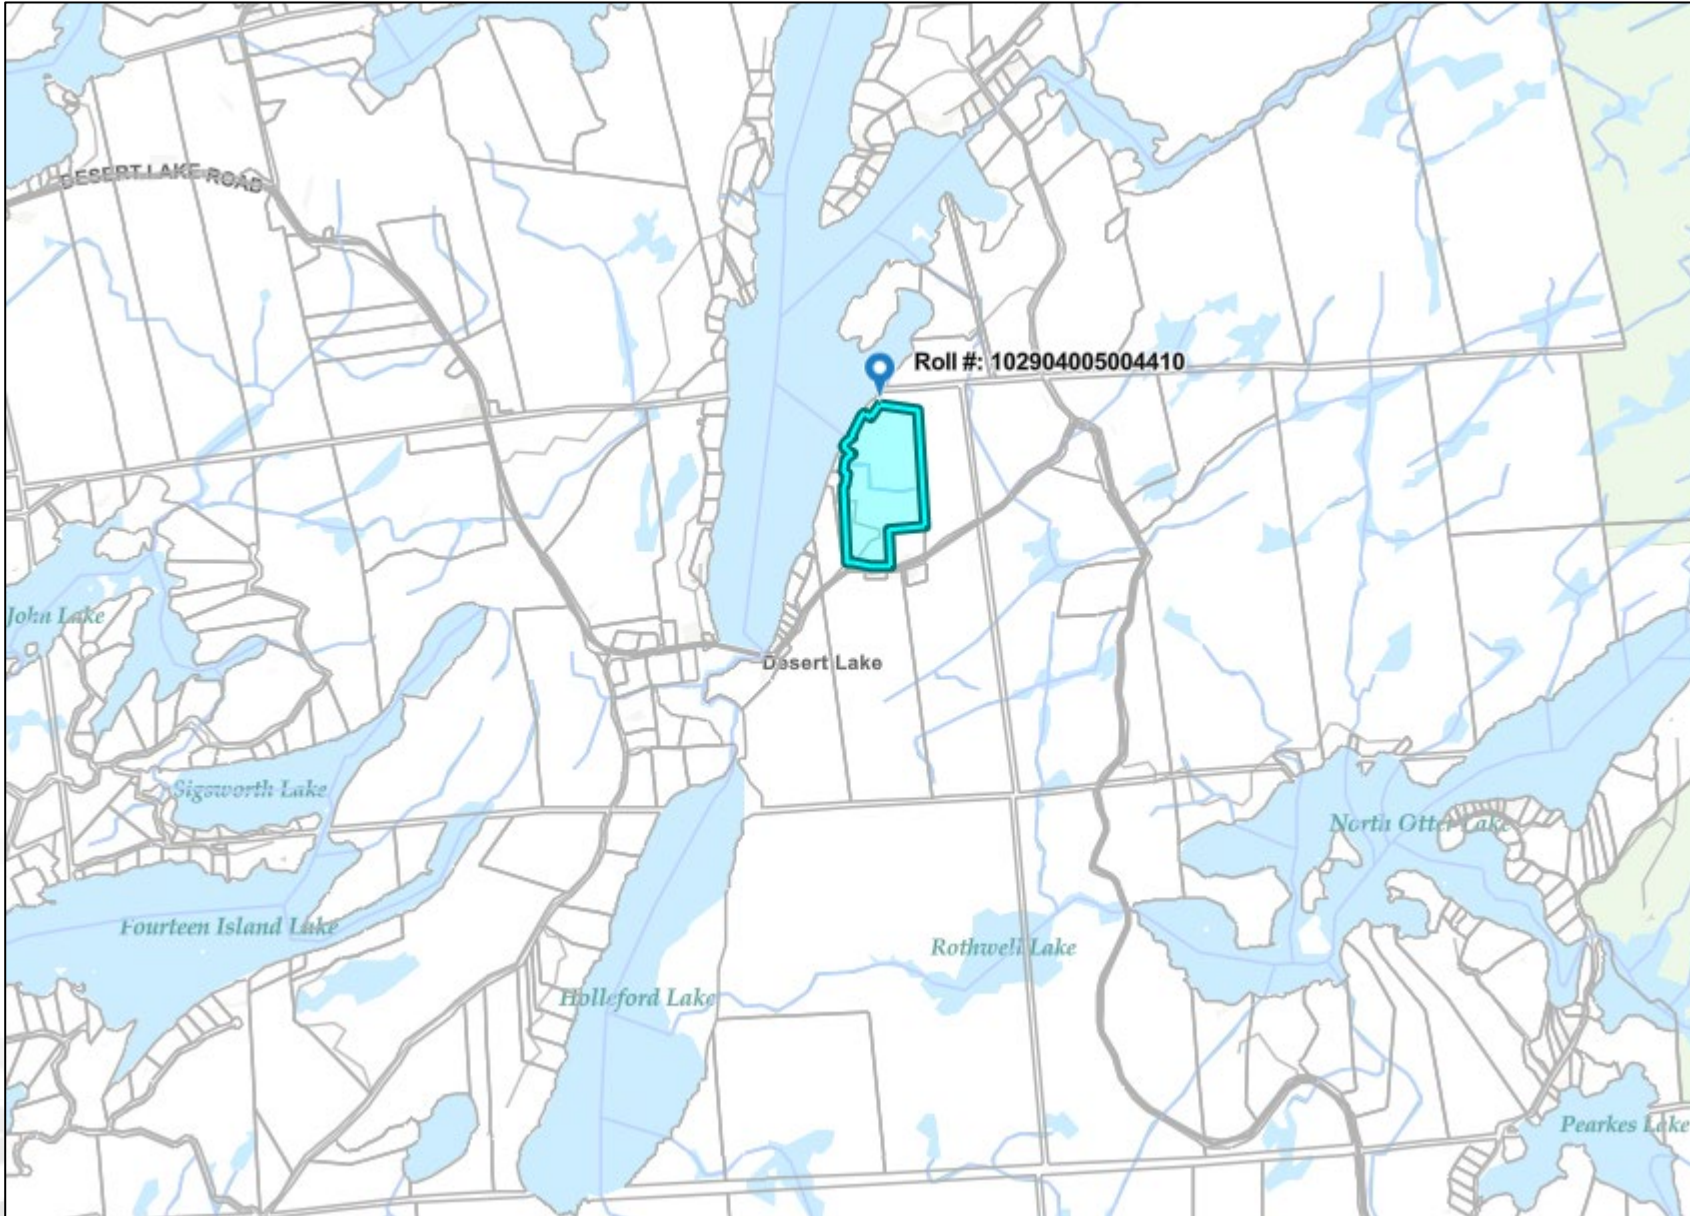 DESERT LAKE ROAD
Roll #: 102904005004410
John Lake
Desert Lake
Sigsworth Lake
North Otter Lake
Fourteen Island Lake
Rothwell Lake
Holleford Lake
Pearkes Lake